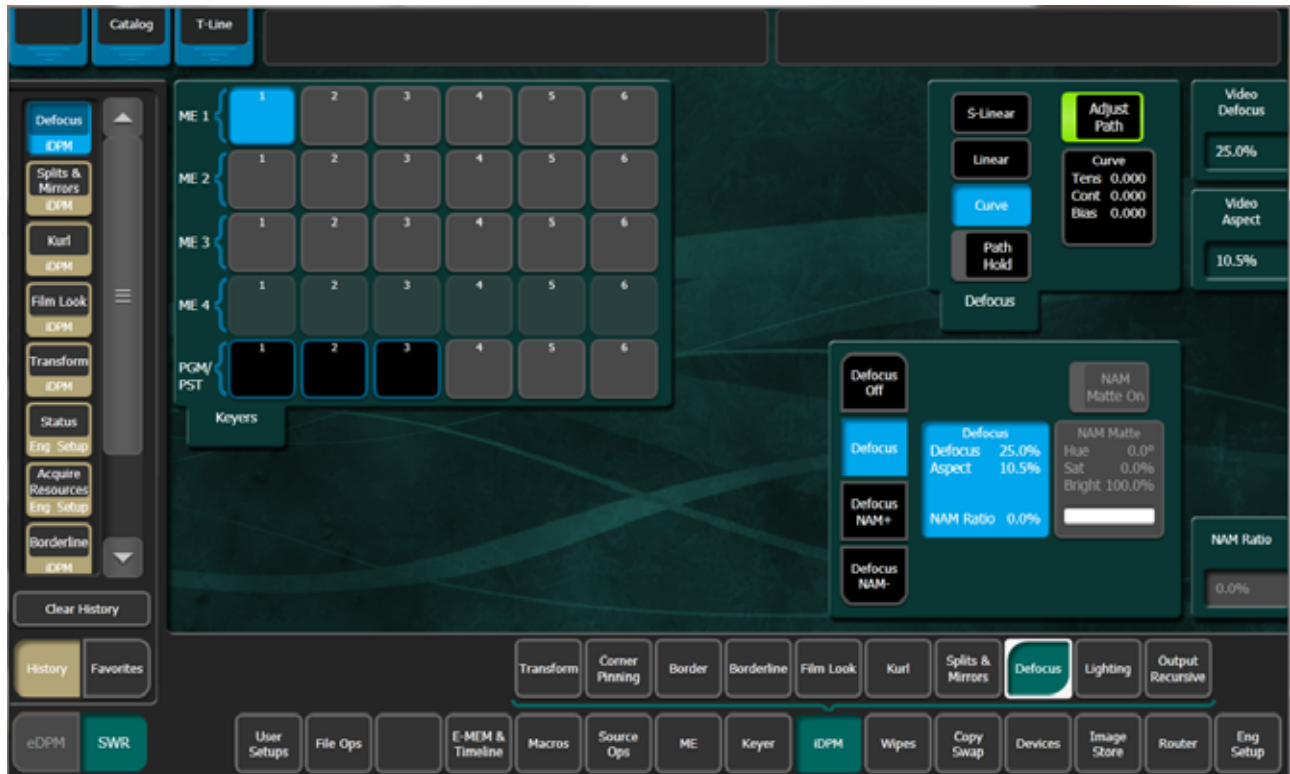 Catalog
T-Line
Defocus
iDPM
Splits &
Mirrors
iDPM
Kurl
iDPM
Film Look
iDPM
Transform
iDPM
Status
Eng Setup
Acquire
Resources
Eng Setup
Borderline
iDPM
Clear History
History
Favorites
eDPM
SWR
ME 1
1 2 3 4 5 6
ME 2
1 2 3 4 5 6
ME 3
1 2 3 4 5 6
ME 4
1 2 3 4 5 6
PGM/
PST
1 2 3 4 5 6
Keyers
S-Linear
Linear
Curve
Path
Hold
Defocus
Adjust
Path
Curve
Tens 0.000
Cont 0.000
Bias 0.000
Video
Defocus
25.0%
Video
Aspect
10.5%
Defocus
Off
Defocus
Defocus
NAM+
Defocus
NAM-
Defocus
Defocus 25.0%
Aspect 10.5%
NAM Ratio 0.0%
NAM
Matte On
NAM Matte
Hue 0.0º
Sat 0.0%
Bright 100.0%
NAM Ratio
0.0%
Transform
Corner
Pinning
Border
Borderline
Film Look
Kurl
Splits &
Mirrors
Defocus
Lighting
Output
Recursive
User
Setups
File Ops
E-MEM &
Timeline
Macros
Source
Ops
ME
Keyer
iDPM
Wipes
Copy
Swap
Devices
Image
Store
Router
Eng
Setup